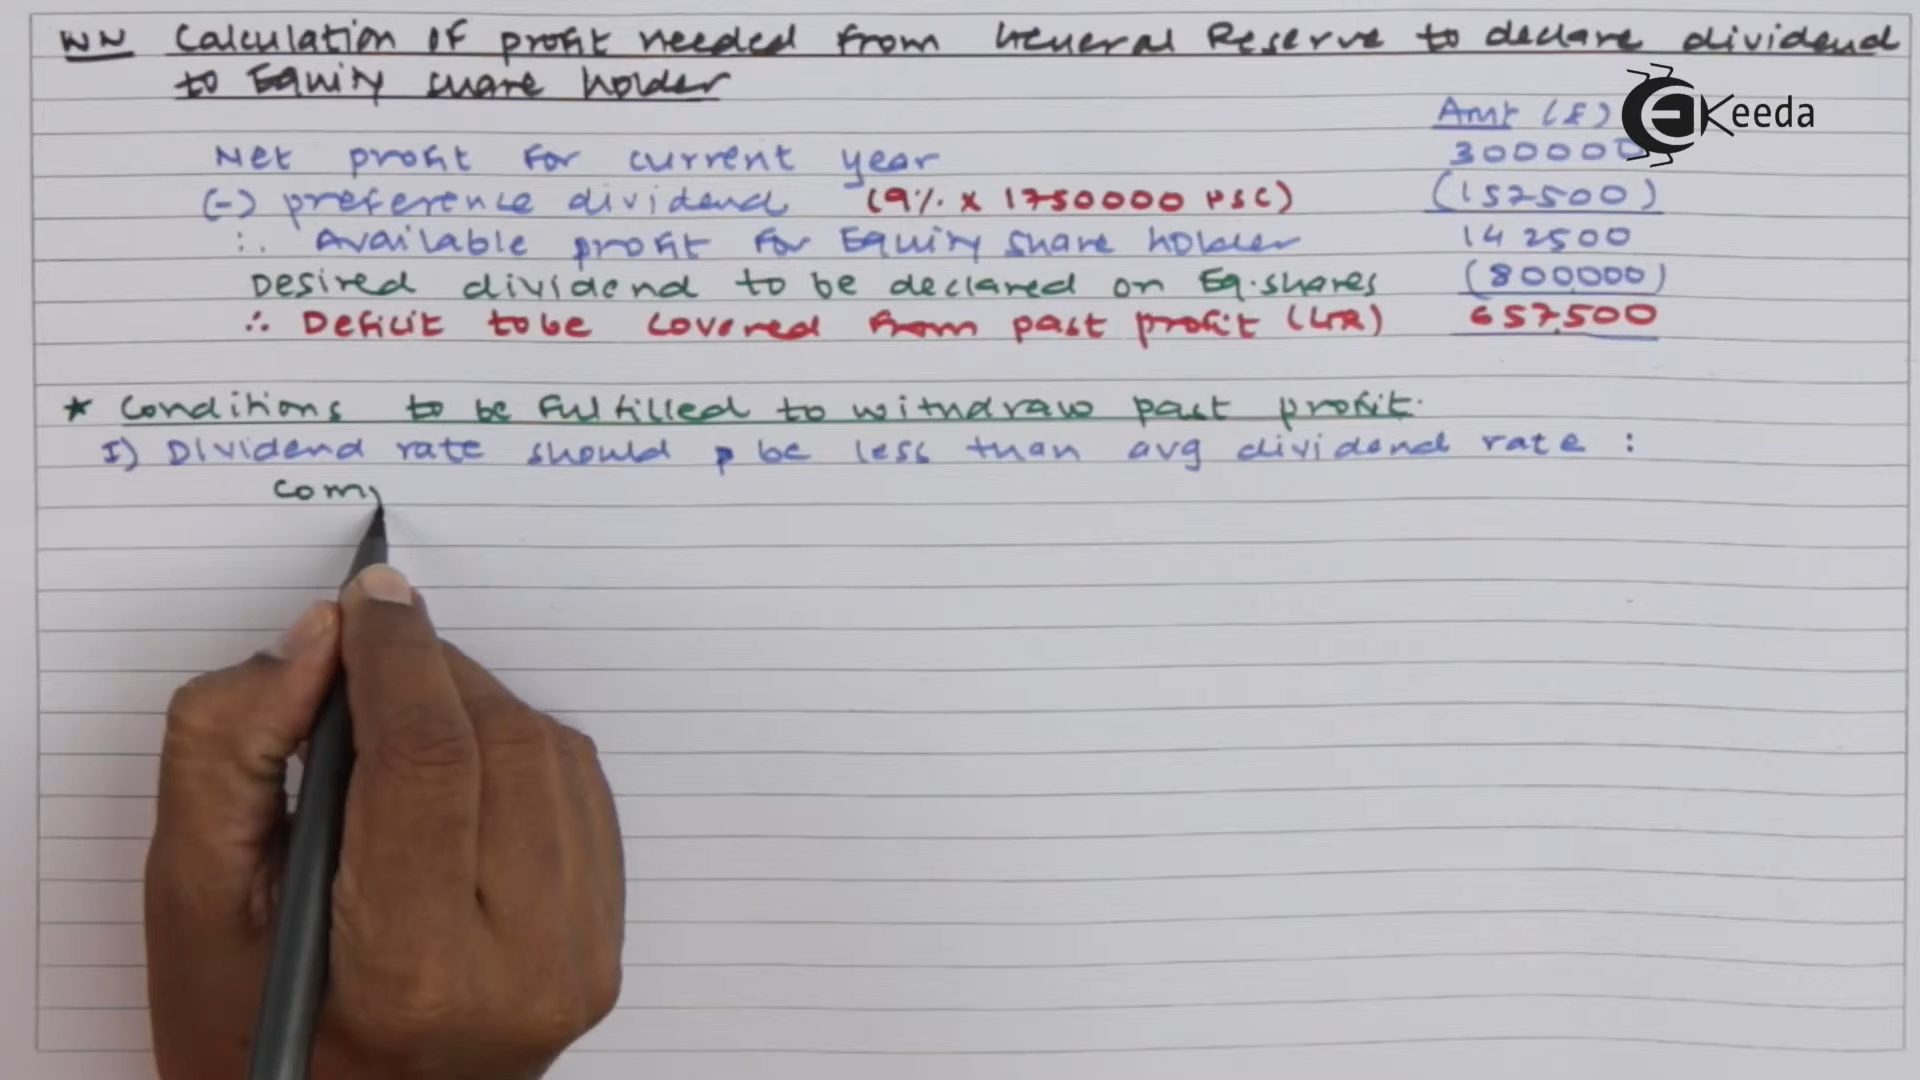 WN Calculation OF profit needed From General Reserve to declare dividend
to Equity share holder
Amt (₹)
EKeeda
Net profit For current year 300000
(-) preference dividend (9% x 1750000 PSC) (157500)
∴ Available profit For Equity share holder 142500
Desired dividend to be declared on Eq.shares (800000)
∴ Deficit to be covered From past profit (GR) 657500
* Conditions to be Fulfilled to withdraw past profit.
I) Dividend rate should be less than avg dividend rate :
Comp